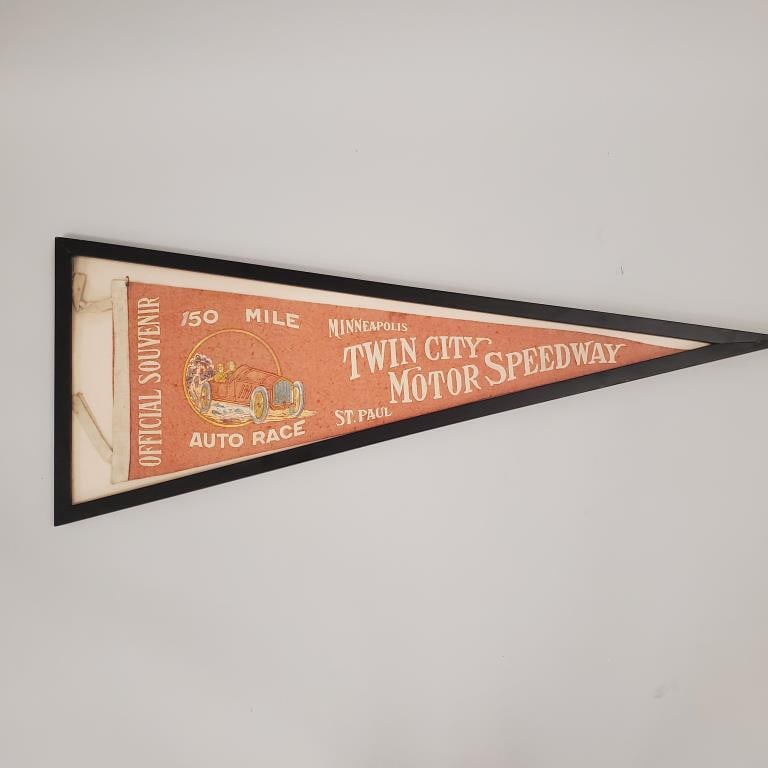 OFFICIAL SOUVENIR
150 MILE
AUTO RACE
MINNEAPOLIS
TWIN CITY
MOTOR SPEEDWAY
ST. PAUL